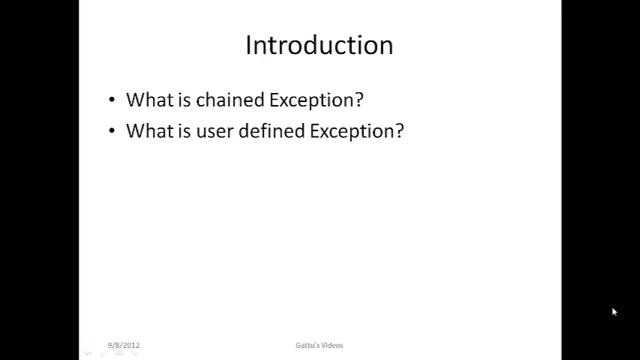 Introduction
• What is chained Exception?
• What is user defined Exception?
9/8/2012
Gattu's Videos